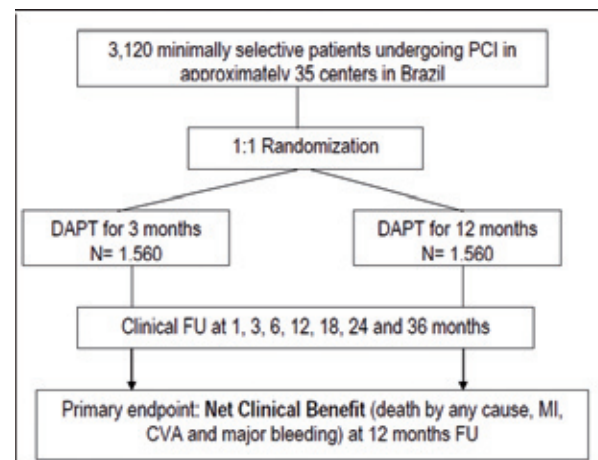 3,120 minimally selective patients undergoing PCI in
approximately 35 centers in Brazil
1:1 Randomization
DAPT for 3 months
N= 1.560
DAPT for 12 months
N= 1.560
Clinical FU at 1, 3, 6, 12, 18, 24 and 36 months
Primary endpoint: Net Clinical Benefit (death by any cause, MI,
CVA and major bleeding) at 12 months FU